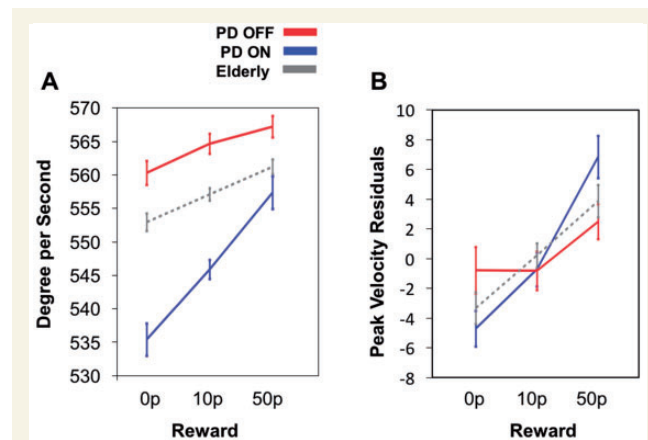 PD OFF
PD ON
Elderly
A
Degree per Second
570
560
555
550
545
540
535
530
0p 10p 50p
Reward
B
Peak Velocity Residuals
10
8
6
4
2
0
-2
-4
-6
-8
0p 10p 50p
Reward